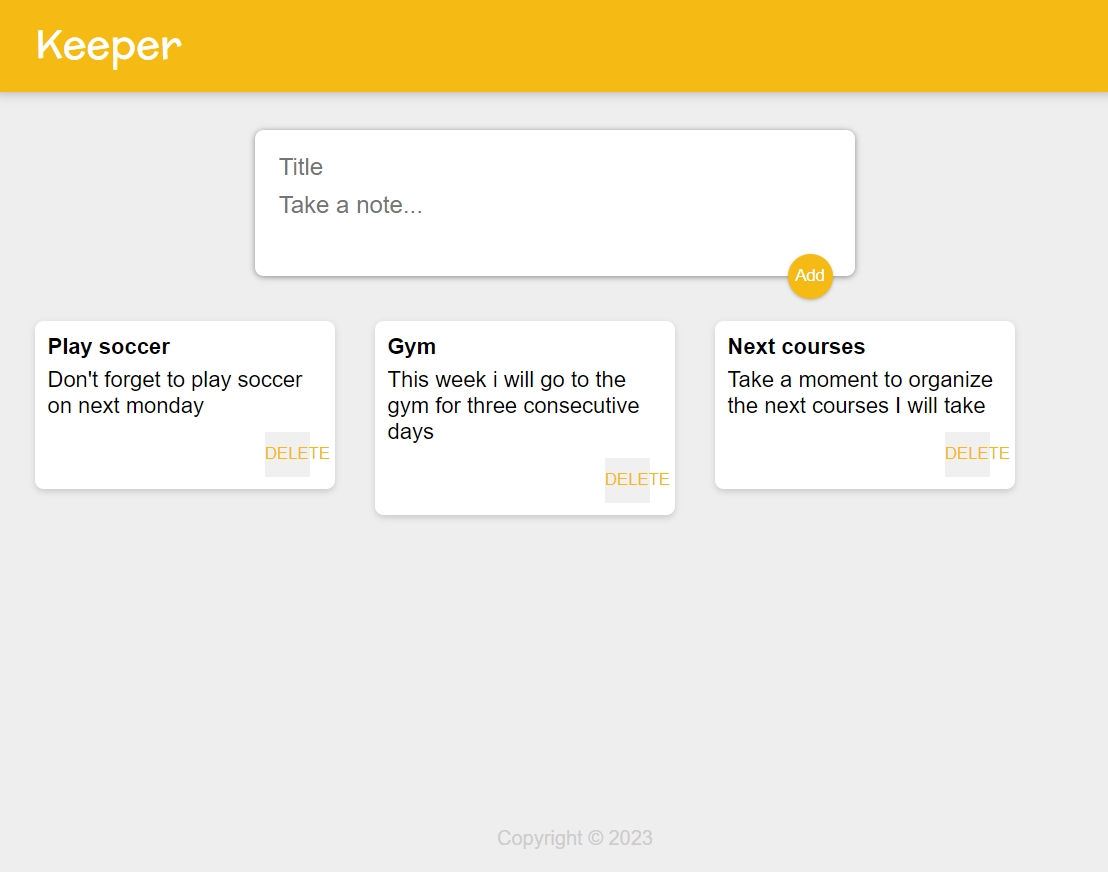 Keeper
Title
Take a note...
Add
Play soccer
Don't forget to play soccer
on next monday
DELETE
Gym
This week i will go to the
gym for three consecutive
days
DELETE
Next courses
Take a moment to organize
the next courses I will take
DELETE
Copyright © 2023